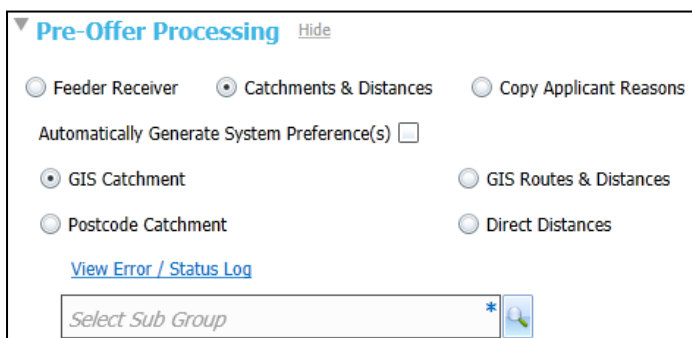 Pre-Offer Processing Hide
Feeder Receiver Catchments & Distances Copy Applicant Reasons
Automatically Generate System Preference(s)
GIS Catchment GIS Routes & Distances
Postcode Catchment Direct Distances
View Error / Status Log
Select Sub Group *